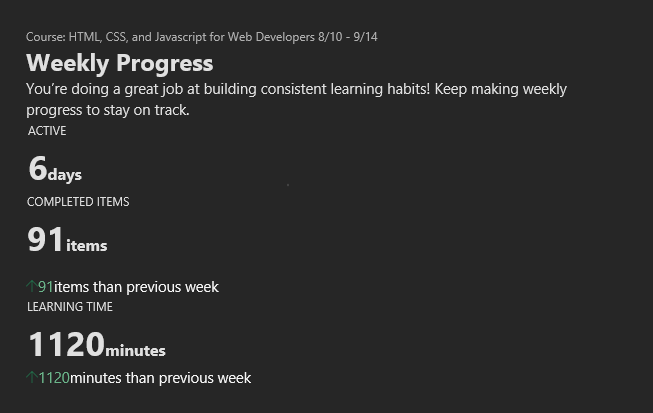 Course: HTML, CSS, and Javascript for Web Developers 8/10 - 9/14
Weekly Progress
You’re doing a great job at building consistent learning habits! Keep making weekly
progress to stay on track.
ACTIVE
6days
COMPLETED ITEMS
91items
↑91items than previous week
LEARNING TIME
1120minutes
↑1120minutes than previous week